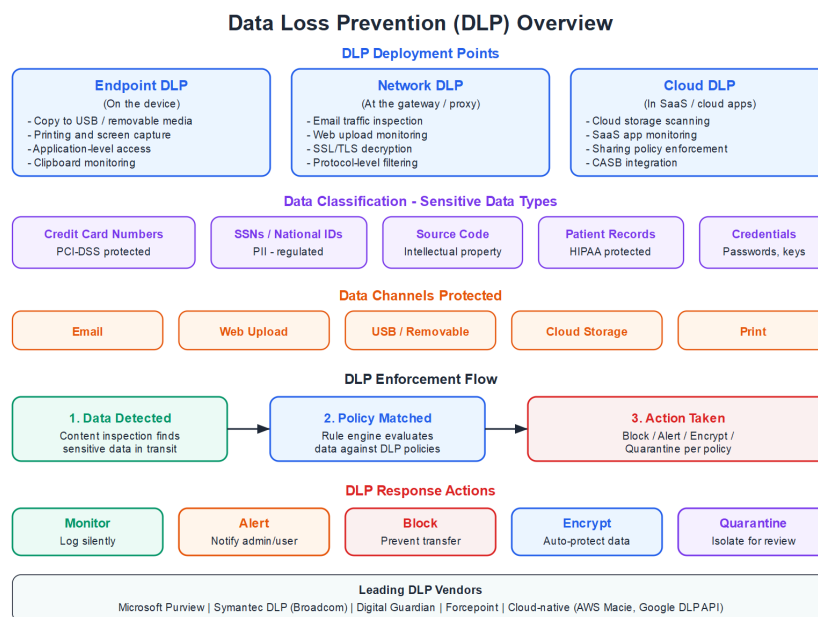 Data Loss Prevention (DLP) Overview
DLP Deployment Points
Endpoint DLP
(On the device)
- Copy to USB / removable media
- Printing and screen capture
- Application-level access
- Clipboard monitoring
Network DLP
(At the gateway / proxy)
- Email traffic inspection
- Web upload monitoring
- SSL/TLS decryption
- Protocol-level filtering
Cloud DLP
(In SaaS / cloud apps)
- Cloud storage scanning
- SaaS app monitoring
- Sharing policy enforcement
- CASB integration
Data Classification - Sensitive Data Types
Credit Card Numbers
PCI-DSS protected
SSNs / National IDs
PII - regulated
Source Code
Intellectual property
Patient Records
HIPAA protected
Credentials
Passwords, keys
Data Channels Protected
Email
Web Upload
USB / Removable
Cloud Storage
Print
DLP Enforcement Flow
1. Data Detected
Content inspection finds
sensitive data in transit
2. Policy Matched
Rule engine evaluates
data against DLP policies
3. Action Taken
Block / Alert / Encrypt /
Quarantine per policy
DLP Response Actions
Monitor
Log silently
Alert
Notify admin/user
Block
Prevent transfer
Encrypt
Auto-protect data
Quarantine
Isolate for review
Leading DLP Vendors
Microsoft Purview | Symantec DLP (Broadcom) | Digital Guardian | Forcepoint | Cloud-native (AWS Macie, Google DLP API)